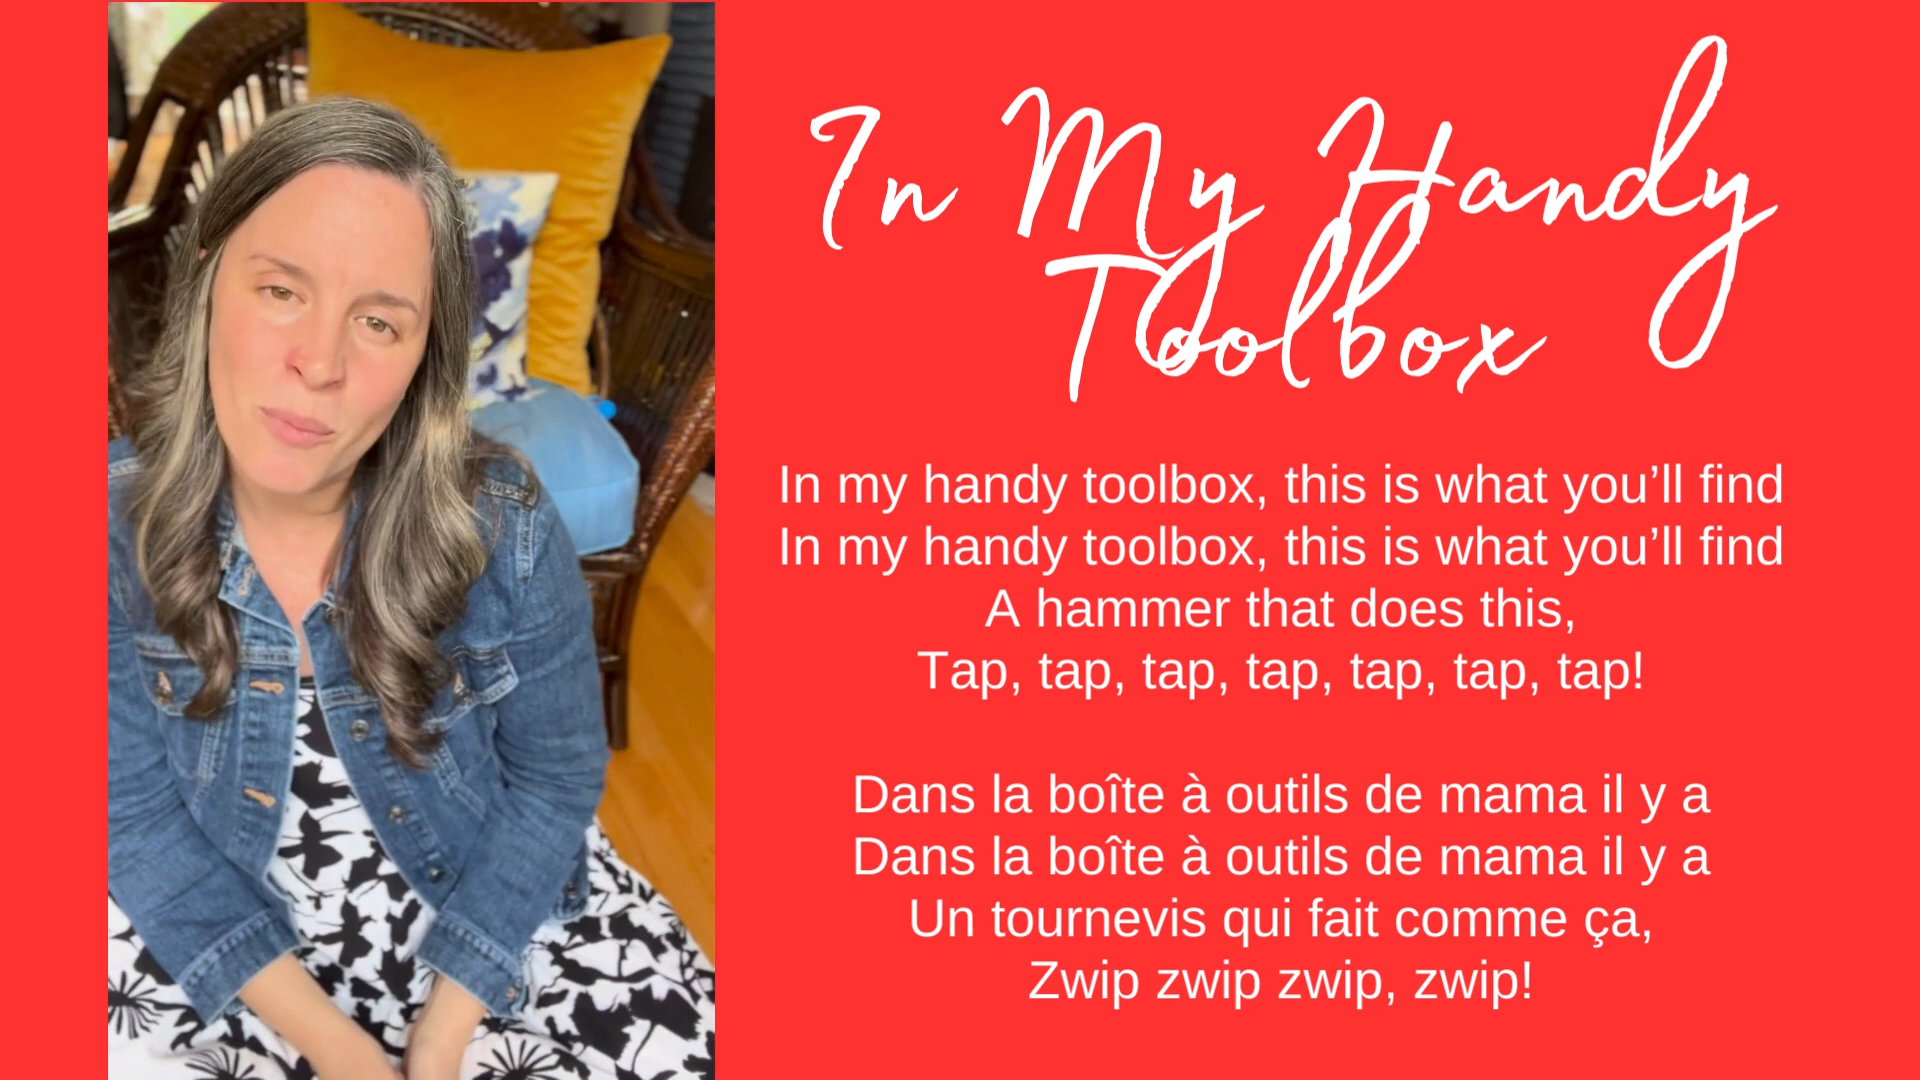 In My Handy
Toolbox
In my handy toolbox, this is what you’ll find
In my handy toolbox, this is what you’ll find
A hammer that does this,
Tap, tap, tap, tap, tap, tap, tap!
Dans la boîte à outils de mama il y a
Dans la boîte à outils de mama il y a
Un tournevis qui fait comme ça,
Zwip zwip zwip, zwip!